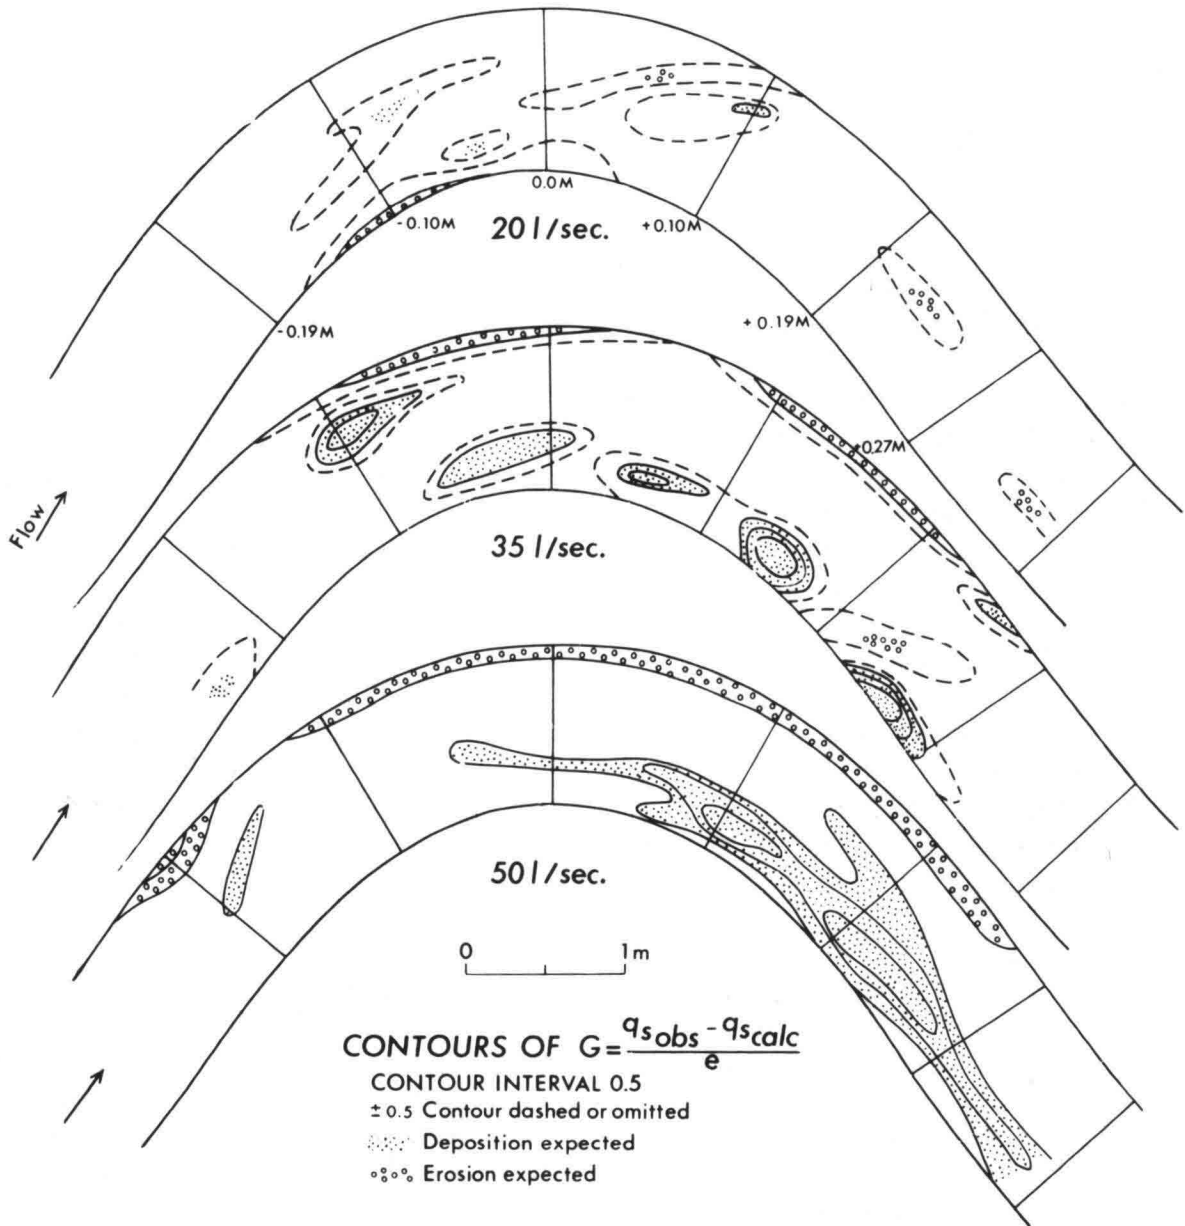 0.0M
-0.10M
20 l/sec.
+0.10M
-0.19M
+0.19M
+0.27M
Flow
35 l/sec.
50 l/sec.
0 1m
CONTOURS OF G = qs obs - qs calc / e
CONTOUR INTERVAL 0.5
± 0.5 Contour dashed or omitted
Deposition expected
Erosion expected